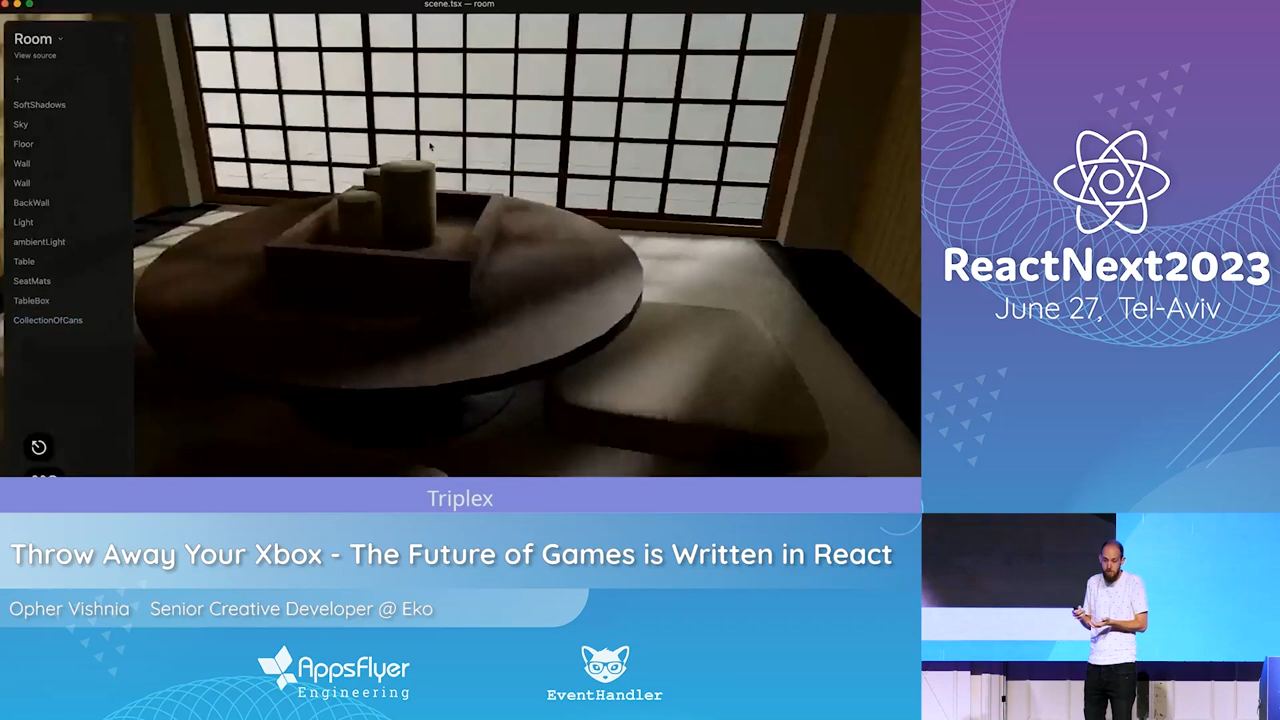 scene.tsx — room
Room
View source
+
SoftShadows
Sky
Floor
Wall
Wall
BackWall
Light
ambientLight
Table
SeatMats
TableBox
CollectionOfCans
Triplex
ReactNext2023
June 27, Tel-Aviv
Throw Away Your Xbox - The Future of Games is Written in React
Opher Vishnia Senior Creative Developer @ Eko
AppsFlyer
Engineering
EventHandler